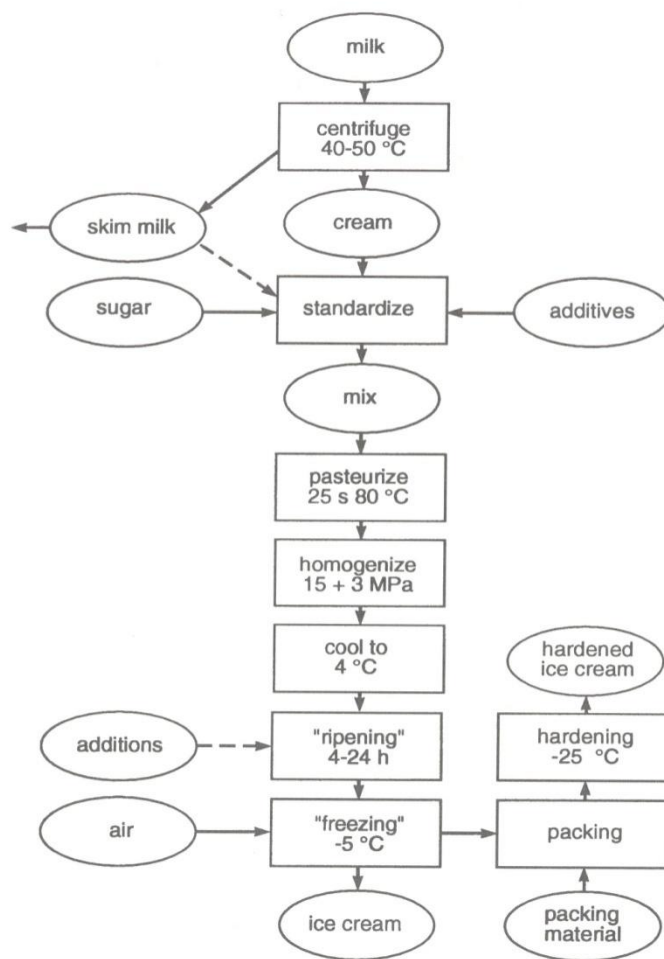 milk
centrifuge
40-50 °C
skim milk
cream
sugar
standardize
additives
mix
pasteurize
25 s 80 °C
homogenize
15 + 3 MPa
cool to
4 °C
hardened
ice cream
additions
"ripening"
4-24 h
hardening
-25 °C
air
"freezing"
-5 °C
packing
ice cream
packing
material